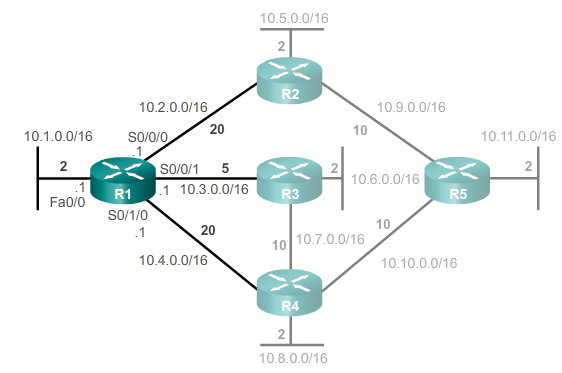 10.5.0.0/16
2
R2
10.2.0.0/16
10.9.0.0/16
20
10
10.1.0.0/16
S0/0/0
10.11.0.0/16
.1
2
S0/0/1
5
2
10.6.0.0/16
2
R1
R3
R5
.1
.1
10.3.0.0/16
Fa0/0
S0/1/0
.1
20
10
10
10.7.0.0/16
10.4.0.0/16
10.10.0.0/16
R4
2
10.8.0.0/16